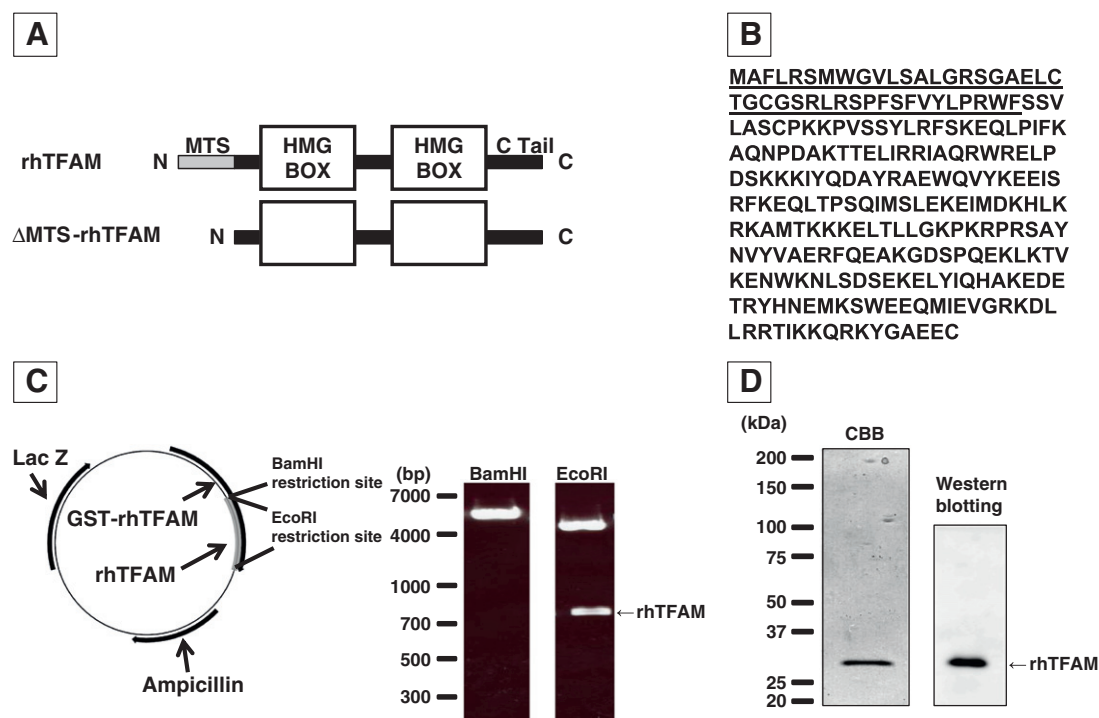 A
MTS
HMG
BOX
HMG
BOX
C Tail
rhTFAM
N
C
ΔMTS-rhTFAM
N
C
B
MAFLRSMWGVLSALGRSGAELC
TGCGSRLRSPFSFVYLPRWFSSV
LASCPKKPVSSYLRFSKEQLPIFK
AQNPDAKTTELIRRIAQRWRELP
DSKKKIYQDAYRAEWQVYKEEIS
RFKEQLTPSQIMSLEKEIMDKHLK
RKAMTKKKELTLLGKPKRPRSAY
NVYVAERFQEAKGDSPQEKLKTV
KENWKNLSDSEKELYIQHAKEDE
TRYHNEMKSWEEQMIEVGRKDL
LRRTIKKQRKYGAEEC
C
Lac Z
GST-rhTFAM
rhTFAM
Ampicillin
BamHI
restriction site
EcoRI
restriction site
(bp)
BamHI
EcoRI
7000
4000
1000
700
500
300
←rhTFAM
D
(kDa)
CBB
Western
blotting
200
150
100
75
50
37
25
20
←rhTFAM